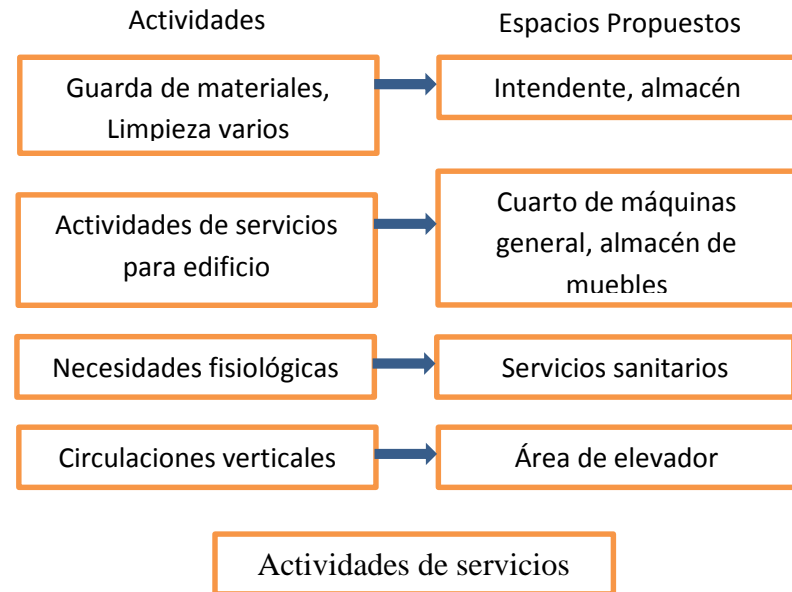 Actividades
Espacios Propuestos
Guarda de materiales,
Limpieza varios
Intendente, almacén
Actividades de servicios
para edificio
Cuarto de máquinas
general, almacén de
muebles
Necesidades fisiológicas
Servicios sanitarios
Circulaciones verticales
Área de elevador
Actividades de servicios